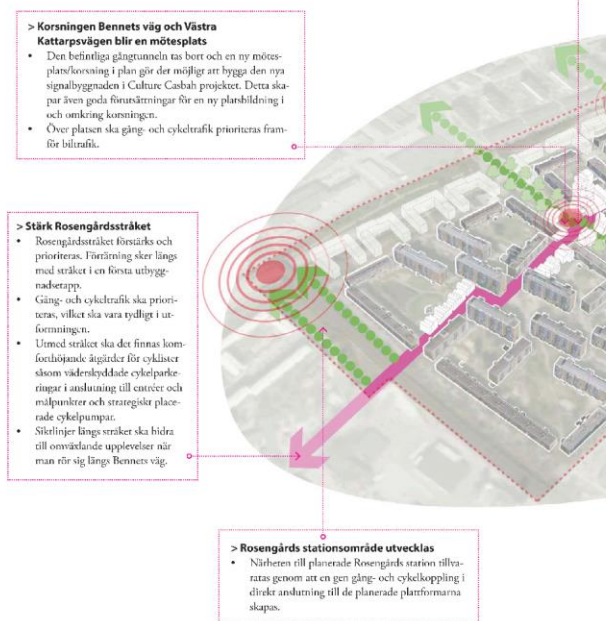 > Korsningen Bennets väg och Västra
Kattarpsvägen blir en mötesplats
• Den befintliga gångtunneln tas bort och en ny mötes-
plats/korsning i plan gör det möjligt att bygga den nya
signalbyggnaden i Culture Casbah projektet. Detta ska-
par även goda förutsättningar för en ny platsbildning i
och omkring korsningen.
• Över platsen ska gång- och cykeltrafik prioriteras fram-
för biltrafik.
> Stärk Rosengårdsstråket
• Rosengårdsstråket förstärks och
prioriteras. Förtätning sker längs
med stråket i en första utbygg-
nadsetapp.
• Gång- och cykeltrafik ska priori-
teras, vilket ska vara tydligt i ut-
formningen.
• Utmed stråket ska det finnas kom-
forthöjande åtgärder för cyklister
såsom väderskyddade cykelparke-
ringar i anslutning till entréer och
målpunkter och strategiskt place-
rade cykelpumpar.
• Siktlinjer längs stråket ska bidra
till omväxlande upplevelser när
man rör sig längs Bennets väg.
> Rosengårds stationsområde utvecklas
• Närheten till planerade Rosengårds station tillva-
ratas genom att en gen gång- och cykelkoppling i
direkt anslutning till de planerade plattformarna
skapas.